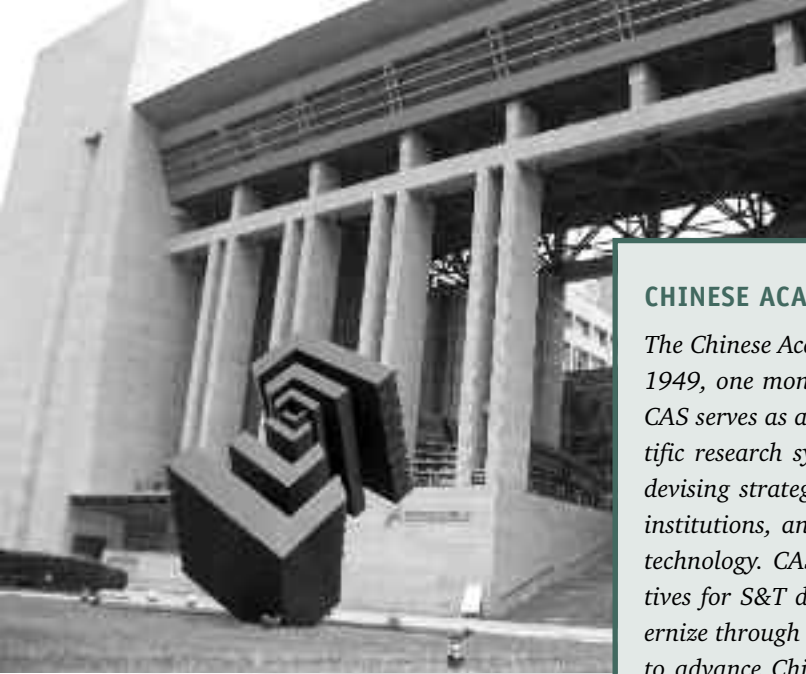 CHINESE ACA
The Chinese Aca
1949, one mon
CAS serves as a
tific research sy
devising strateg
institutions, an
technology. CAS
tives for S&T d
ernize through
to advance Chi